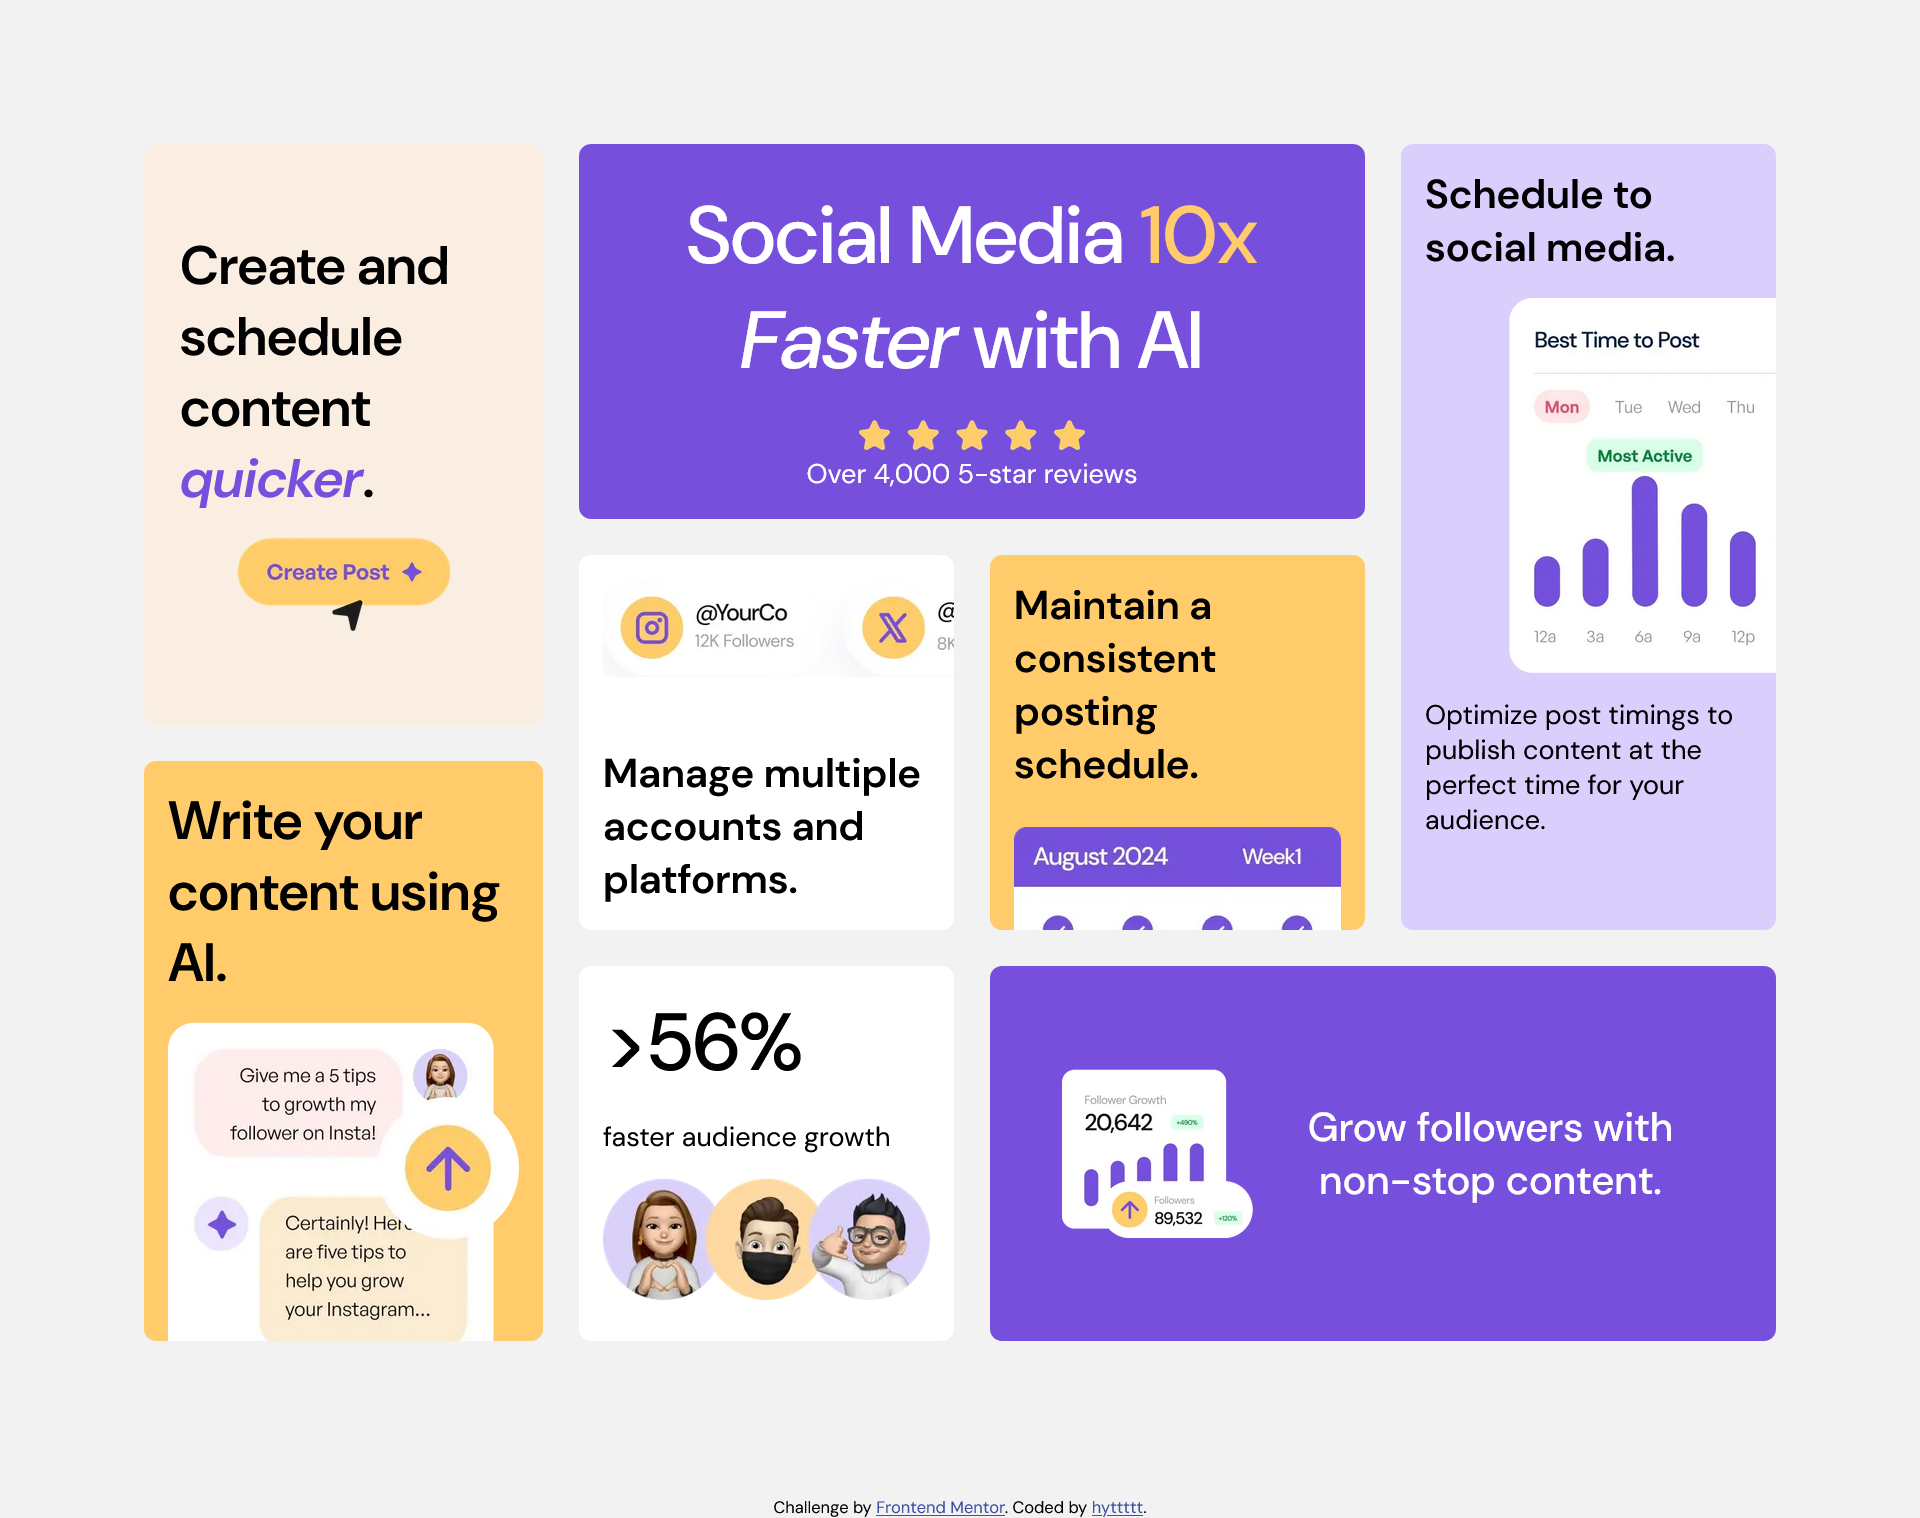 Create and
schedule
content
quicker.
Create Post
Social Media 10x
Faster with AI
Over 4,000 5-star reviews
Schedule to
social media.
Best Time to Post
Mon Tue Wed Thu
Most Active
12a 3a 6a 9a 12p
Optimize post timings to
publish content at the
perfect time for your
audience.
@YourCo
12K Followers
@
8K
Manage multiple
accounts and
platforms.
Maintain a
consistent
posting
schedule.
August 2024 Week1
Write your
content using
AI.
Give me a 5 tips
to growth my
follower on Insta!
Certainly! Here
are five tips to
help you grow
your Instagram...
>56%
faster audience growth
Follower Growth
20,642 +490%
Followers
89,532 +120%
Grow followers with
non-stop content.
Challenge by Frontend Mentor. Coded by hyttttt.